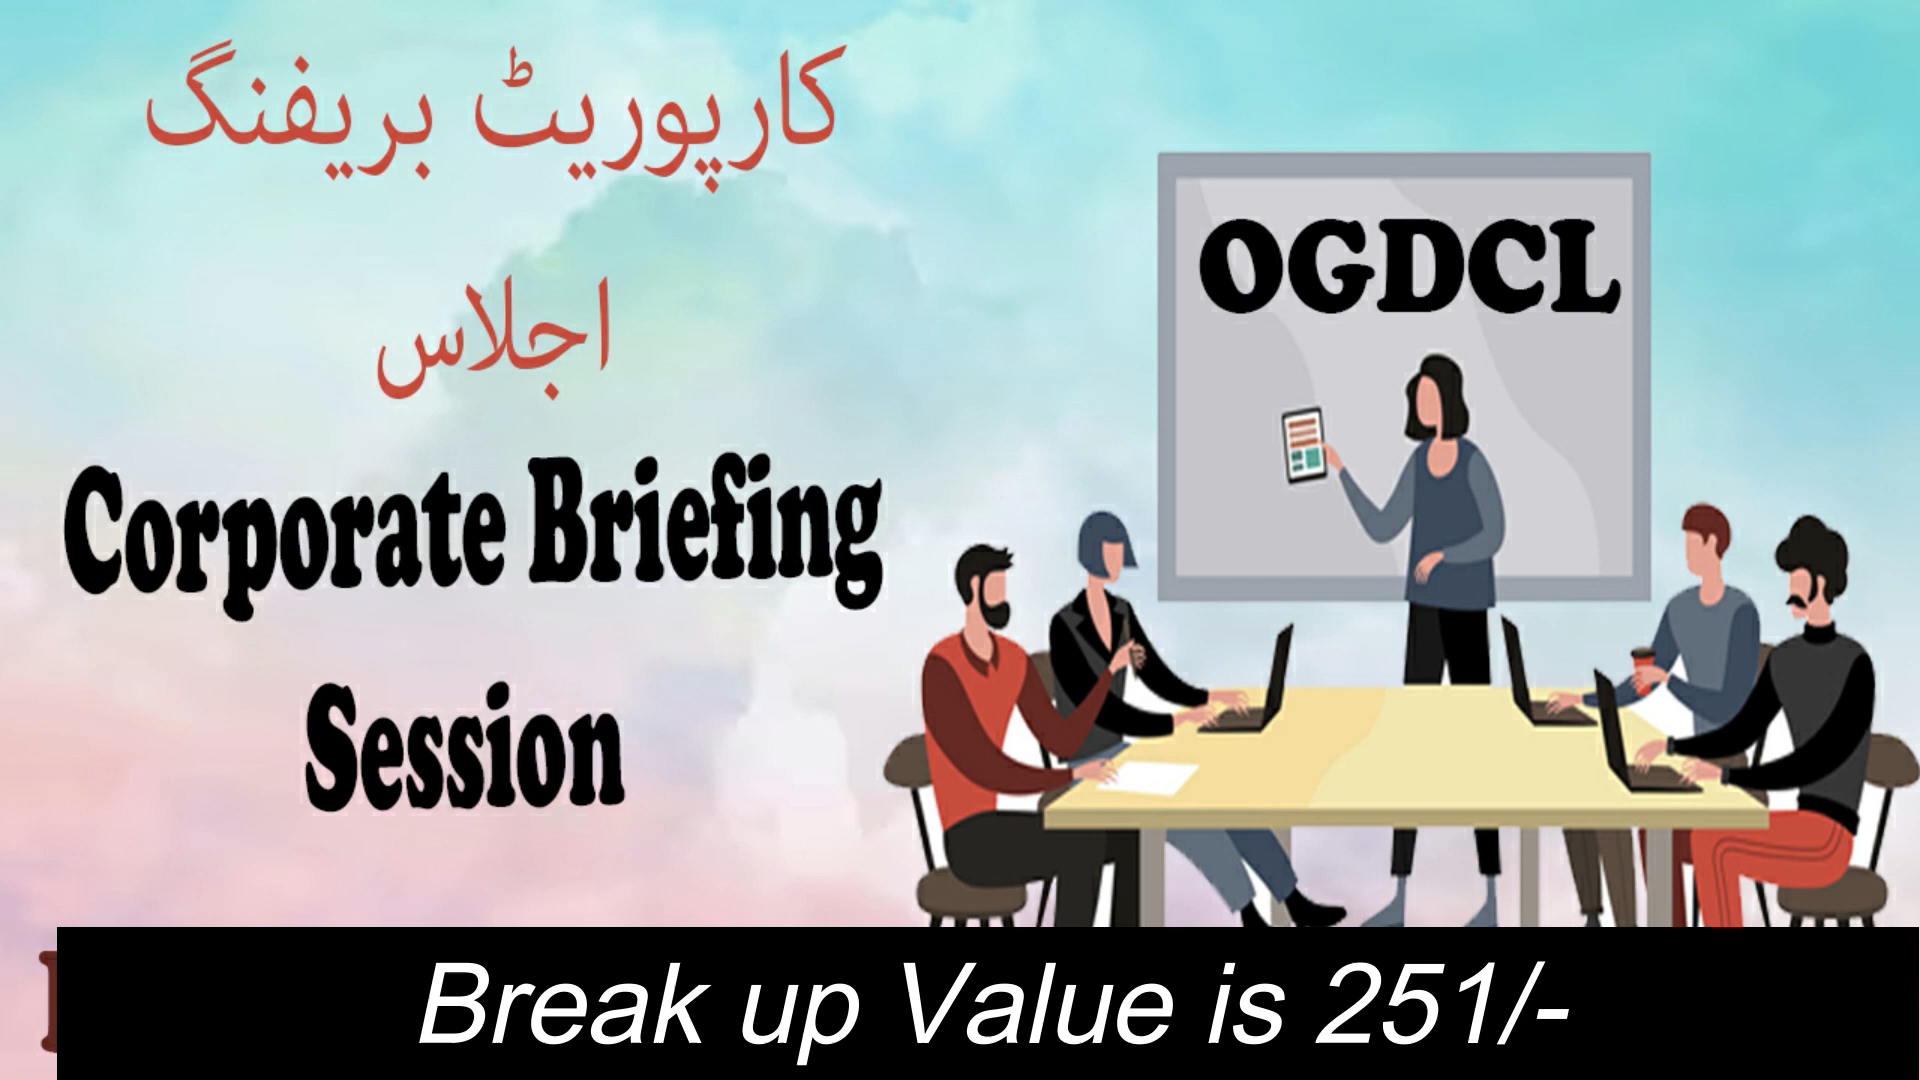 کارپوریٹ بریفنگ
اجلاس
Corporate Briefing
Session
OGDCL
Break up Value is 251/-